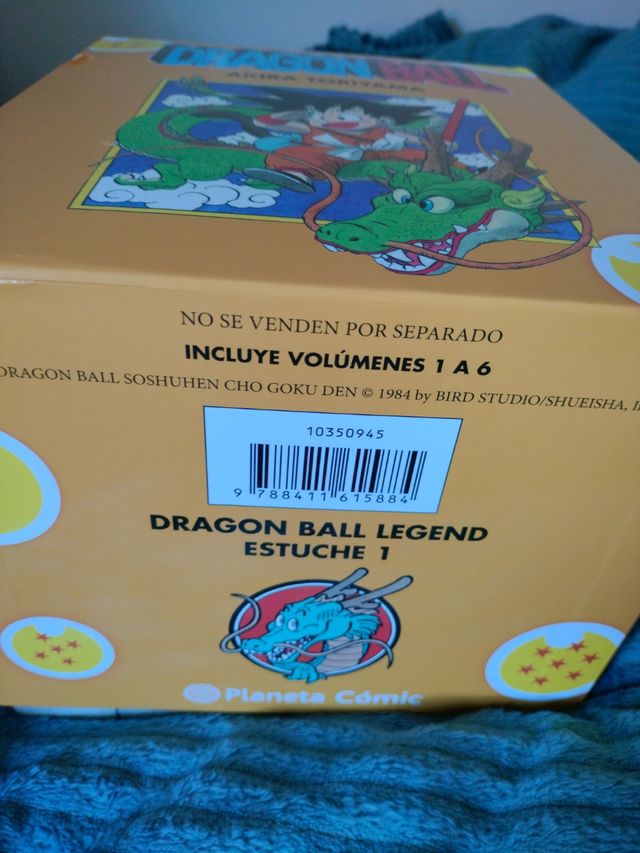 DRAGON BALL
AKIRA TORIYAMA
NO SE VENDEN POR SEPARADO
INCLUYE VOLÚMENES 1 A 6
DRAGON BALL SOSHUHEN CHO GOKU DEN © 1984 by BIRD STUDIO/SHUEISHA,
10350945
9 788411 615884
DRAGON BALL LEGEND
ESTUCHE 1
Planeta Cómic